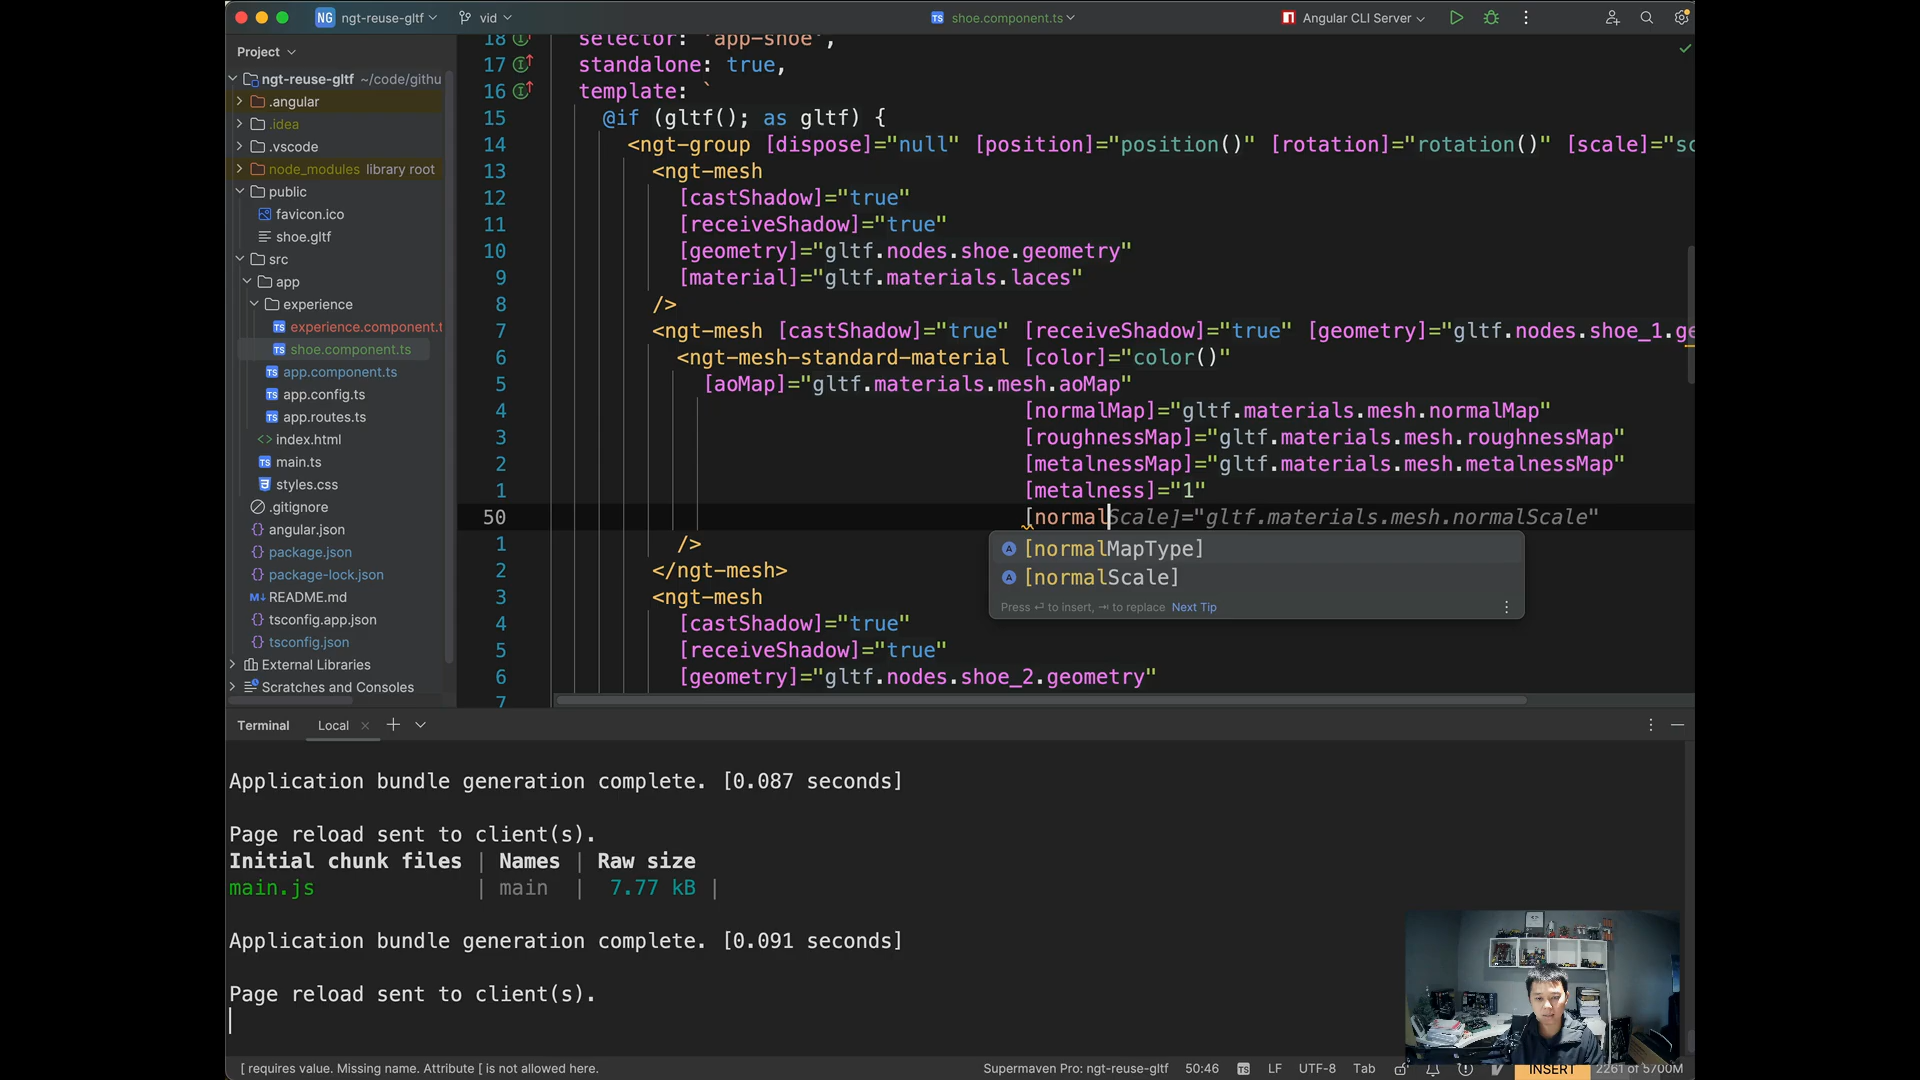 NG ngt-reuse-gltf vid shoe.component.ts Angular CLI Server
Project
ngt-reuse-gltf ~/code/githu
.angular
.idea
.vscode
node_modules library root
public
favicon.ico
shoe.gltf
src
app
experience
experience.component.t
shoe.component.ts
app.component.ts
app.config.ts
app.routes.ts
index.html
main.ts
styles.css
.gitignore
angular.json
package.json
package-lock.json
README.md
tsconfig.app.json
tsconfig.json
External Libraries
Scratches and Consoles
18 selector: `app-shoe`,
17 standalone: true,
16 template: `
15 @if (gltf(); as gltf) {
14 <ngt-group [dispose]="null" [position]="position()" [rotation]="rotation()" [scale]="sc
13 <ngt-mesh
12 [castShadow]="true"
11 [receiveShadow]="true"
10 [geometry]="gltf.nodes.shoe.geometry"
9 [material]="gltf.materials.laces"
8 />
7 <ngt-mesh [castShadow]="true" [receiveShadow]="true" [geometry]="gltf.nodes.shoe_1.ge
6 <ngt-mesh-standard-material [color]="color()"
5 [aoMap]="gltf.materials.mesh.aoMap"
4 [normalMap]="gltf.materials.mesh.normalMap"
3 [roughnessMap]="gltf.materials.mesh.roughnessMap"
2 [metalnessMap]="gltf.materials.mesh.metalnessMap"
1 [metalness]="1"
50 [normalScale]="gltf.materials.mesh.normalScale"
1 />
2 </ngt-mesh>
3 <ngt-mesh
4 [castShadow]="true"
5 [receiveShadow]="true"
6 [geometry]="gltf.nodes.shoe_2.geometry"
7
[normalMapType]
[normalScale]
Press ⏎ to insert, ⇥ to replace Next Tip
Terminal Local
Application bundle generation complete. [0.087 seconds]
Page reload sent to client(s).
Initial chunk files | Names | Raw size
main.js | main | 7.77 kB |
Application bundle generation complete. [0.091 seconds]
Page reload sent to client(s).
[ requires value. Missing name. Attribute [ is not allowed here. Supermaven Pro: ngt-reuse-gltf 50:46 LF UTF-8 Tab INSERT 2261 of 5700M